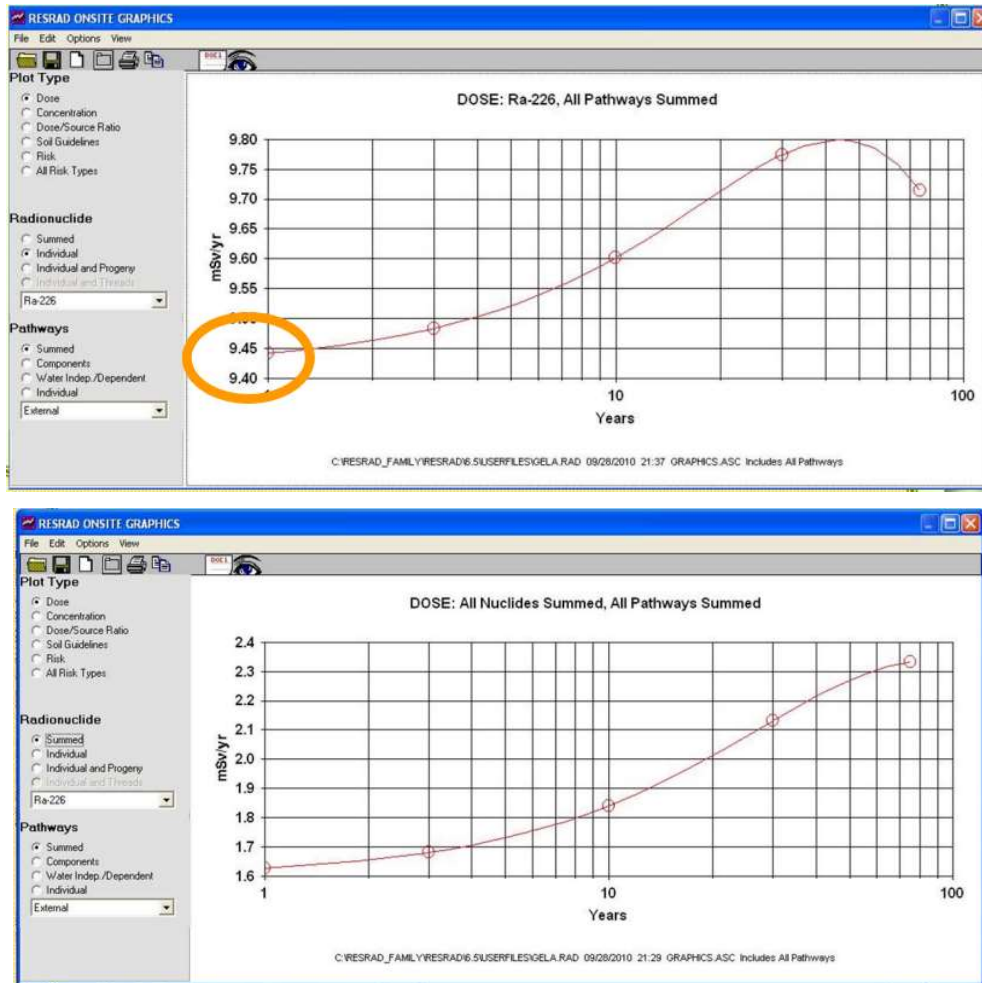 RESRAD ONSITE GRAPHICS
File Edit Options View
DOC1
Plot Type
Dose
Concentration
Dose/Source Ratio
Soil Guidelines
Risk
All Risk Types
Radionuclide
Summed
Individual
Individual and Progeny
Individual and Threads
Ra-226
Pathways
Summed
Components
Water Indep./Dependent
Individual
External
DOSE: Ra-226, All Pathways Summed
mSv/yr
9.80
9.75
9.70
9.65
9.60
9.55
9.45
9.40
10
100
Years
C:\RESRAD_FAMILY\RESRAD\6.5\USERFILES\GELA.RAD 09/28/2010 21:37 GRAPHICS.ASC Includes All Pathways
RESRAD ONSITE GRAPHICS
File Edit Options View
DOC1
Plot Type
Dose
Concentration
Dose/Source Ratio
Soil Guidelines
Risk
All Risk Types
Radionuclide
Summed
Individual
Individual and Progeny
Individual and Threads
Ra-226
Pathways
Summed
Components
Water Indep./Dependent
Individual
External
DOSE: All Nuclides Summed, All Pathways Summed
mSv/yr
2.4
2.3
2.2
2.1
2.0
1.9
1.8
1.7
1.6
1
10
100
Years
C:\RESRAD_FAMILY\RESRAD\6.5\USERFILES\GELA.RAD 09/28/2010 21:29 GRAPHICS.ASC Includes All Pathways